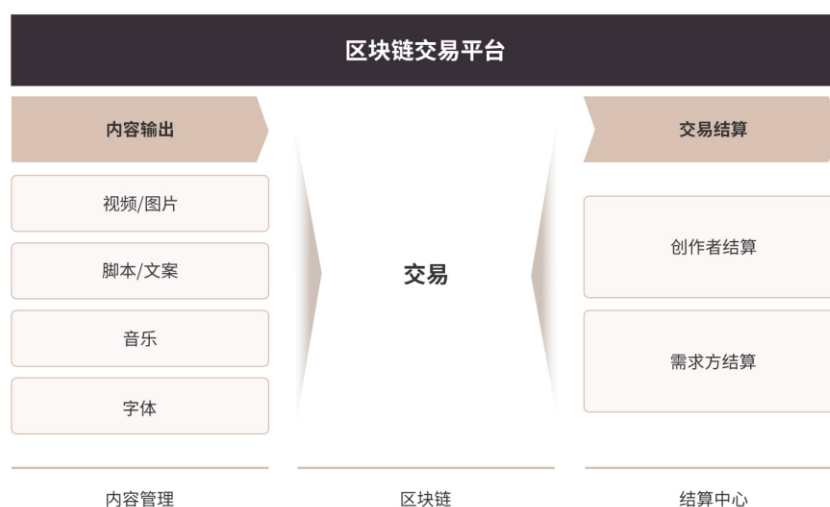 区块链交易平台
内容输出
视频/图片
脚本/文案
音乐
字体
内容管理
交易
区块链
交易结算
创作者结算
需求方结算
结算中心